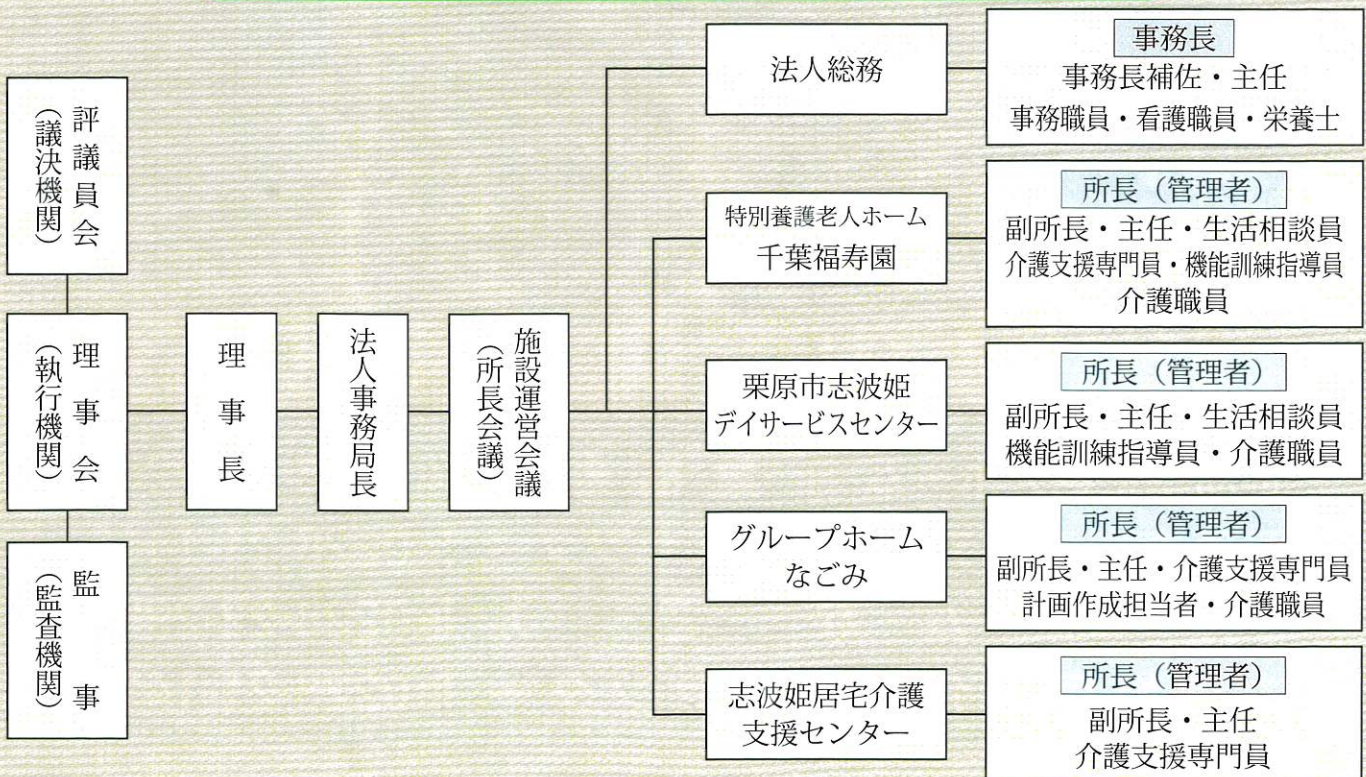 評議員会
(議決機関)
理事会
(執行機関)
監事
(監査機関)
理事長
法人事務局長
施設運営会議
(所長会議)
法人総務
事務長
事務長補佐・主任
事務職員・看護職員・栄養士
特別養護老人ホーム
千葉福寿園
所長（管理者）
副所長・主任・生活相談員
介護支援専門員・機能訓練指導員
介護職員
栗原市志波姫
デイサービスセンター
所長（管理者）
副所長・主任・生活相談員
機能訓練指導員・介護職員
グループホーム
なごみ
所長（管理者）
副所長・主任・介護支援専門員
計画作成担当者・介護職員
志波姫居宅介護
支援センター
所長（管理者）
副所長・主任
介護支援専門員